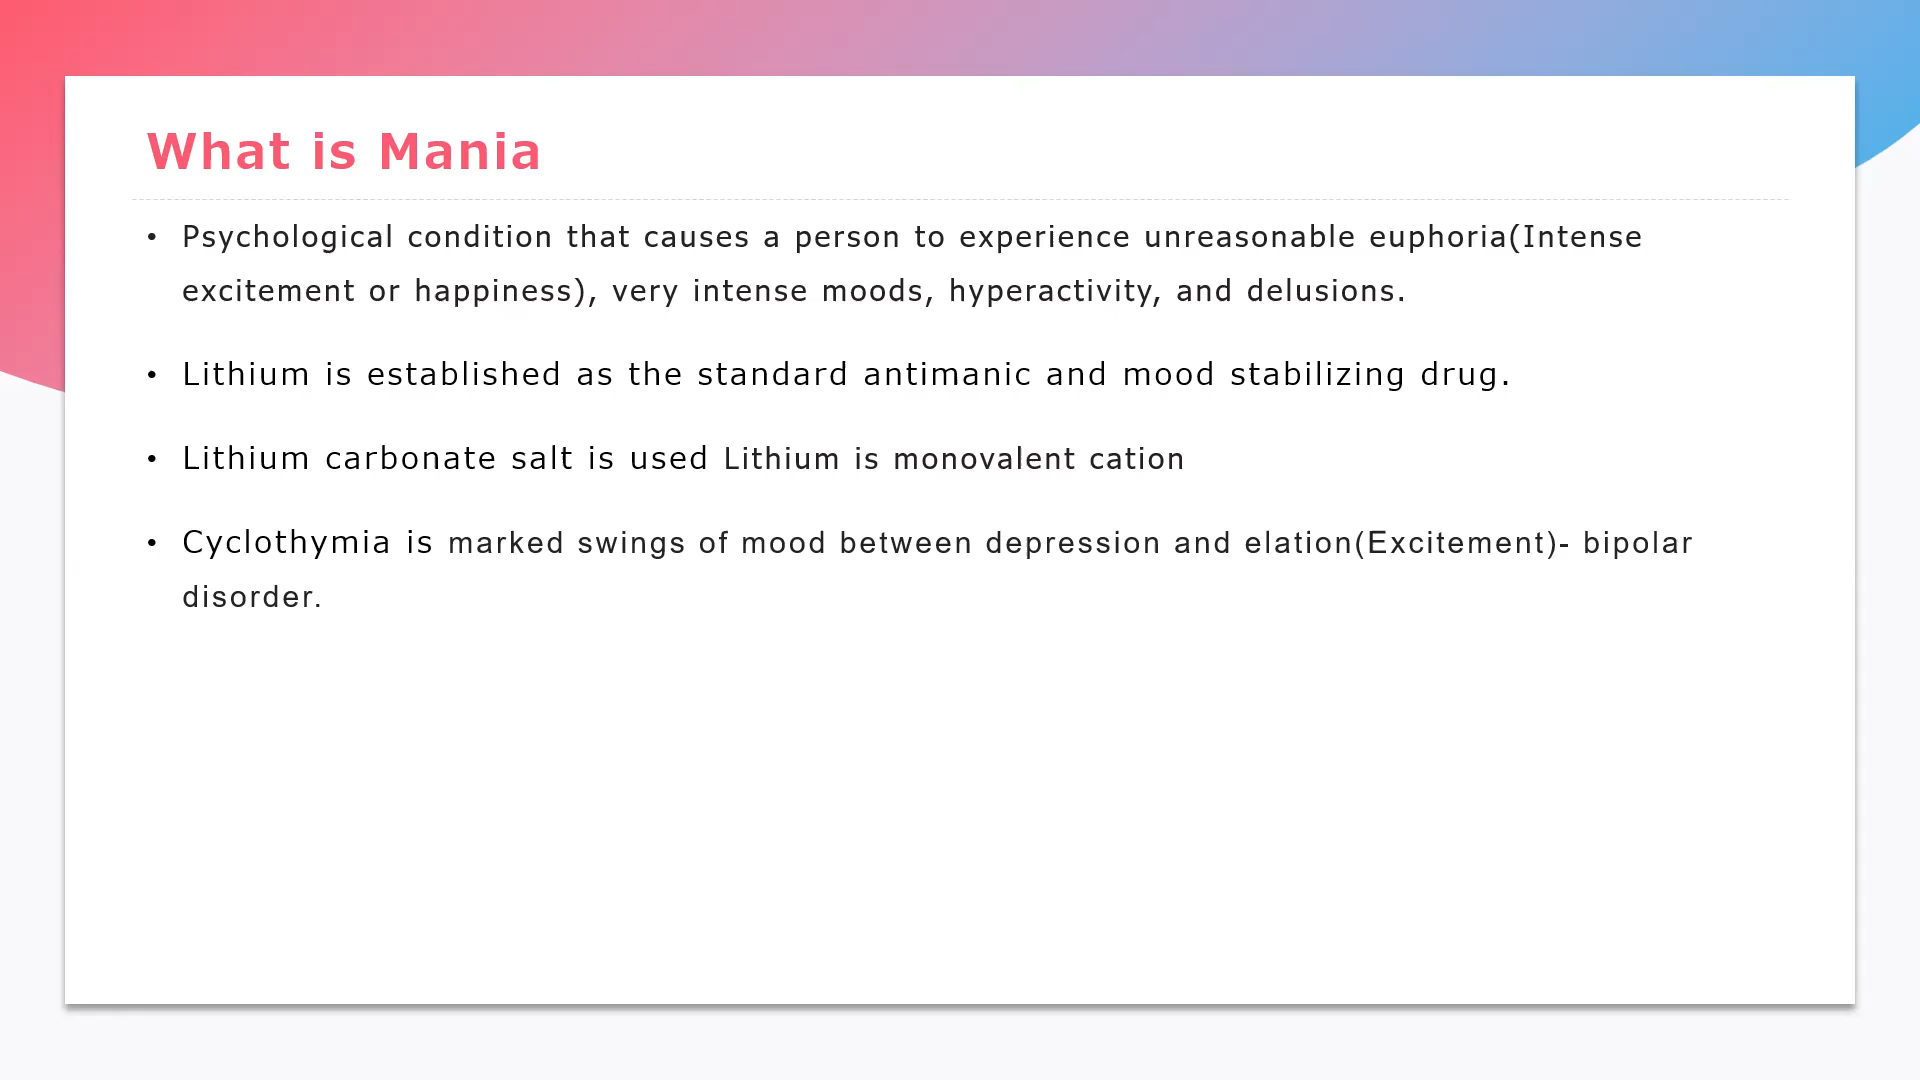 What is Mania
• Psychological condition that causes a person to experience unreasonable euphoria(Intense
excitement or happiness), very intense moods, hyperactivity, and delusions.
• Lithium is established as the standard antimanic and mood stabilizing drug.
• Lithium carbonate salt is used Lithium is monovalent cation
• Cyclothymia is marked swings of mood between depression and elation(Excitement)- bipolar
disorder.